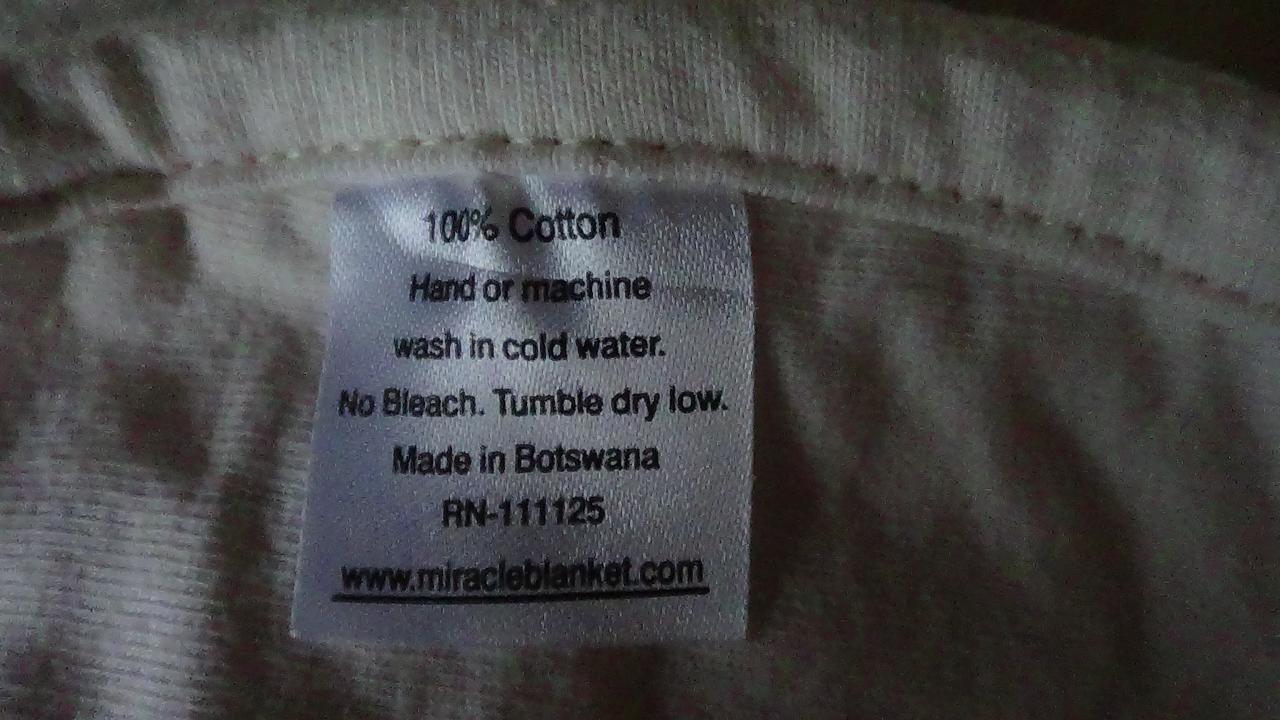 100% Cotton
Hand or machine
wash in cold water.
No Bleach. Tumble dry low.
Made in Botswana
RN-111125
www.miracleblanket.com